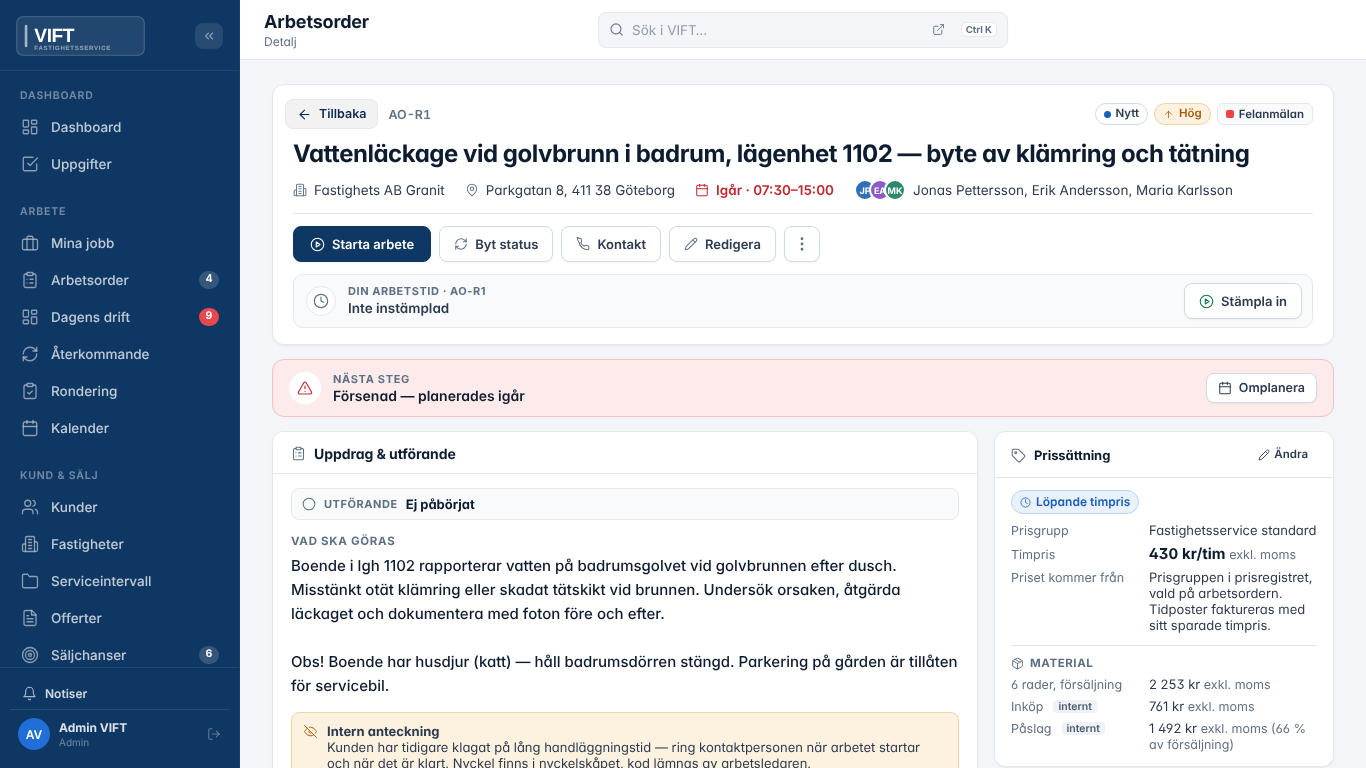 VIFT
FASTIGHETSSERVICE
DASHBOARD
Dashboard
Uppgifter
ARBETE
Mina jobb
Arbetsorder 4
Dagens drift 9
Återkommande
Rondering
Kalender
KUND & SÄLJ
Kunder
Fastigheter
Serviceintervall
Offerter
Säljchanser 6
Notiser
AV Admin VIFT
Admin
Arbetsorder
Detalj
Sök i VIFT... Ctrl K
Tillbaka AO-R1 Nytt Hög Felanmälan
Vattenläckage vid golvbrunn i badrum, lägenhet 1102 — byte av klämring och tätning
Fastighets AB Granit Parkgatan 8, 411 38 Göteborg Igår · 07:30–15:00 JP EA MK Jonas Pettersson, Erik Andersson, Maria Karlsson
Starta arbete Byt status Kontakt Redigera
DIN ARBETSTID · AO-R1
Inte instämplad
Stämpla in
NÄSTA STEG
Försenad — planerades igår
Omplanera
Uppdrag & utförande
UTFÖRANDE Ej påbörjat
VAD SKA GÖRAS
Boende i lgh 1102 rapporterar vatten på badrumsgolvet vid golvbrunnen efter dusch.
Misstänkt otät klämring eller skadat tätskikt vid brunnen. Undersök orsaken, åtgärda
läckaget och dokumentera med foton före och efter.
Obs! Boende har husdjur (katt) — håll badrumsdörren stängd. Parkering på gården är tillåten
för servicebil.
Intern anteckning
Kunden har tidigare klagat på lång handläggningstid — ring kontaktpersonen när arbetet startar
och när det är klart. Nyckel finns i nyckelskåpet, kod lämnas av arbetsledaren.
Prissättning Ändra
Löpande timpris
Prisgrupp Fastighetsservice standard
Timpris 430 kr/tim exkl. moms
Priset kommer från Prisgruppen i prisregistret,
vald på arbetsordern.
Tidposter faktureras med
sitt sparade timpris.
MATERIAL
6 rader, försäljning 2 253 kr exkl. moms
Inköp internt 761 kr exkl. moms
Påslag internt 1 492 kr exkl. moms (66 %
av försäljning)